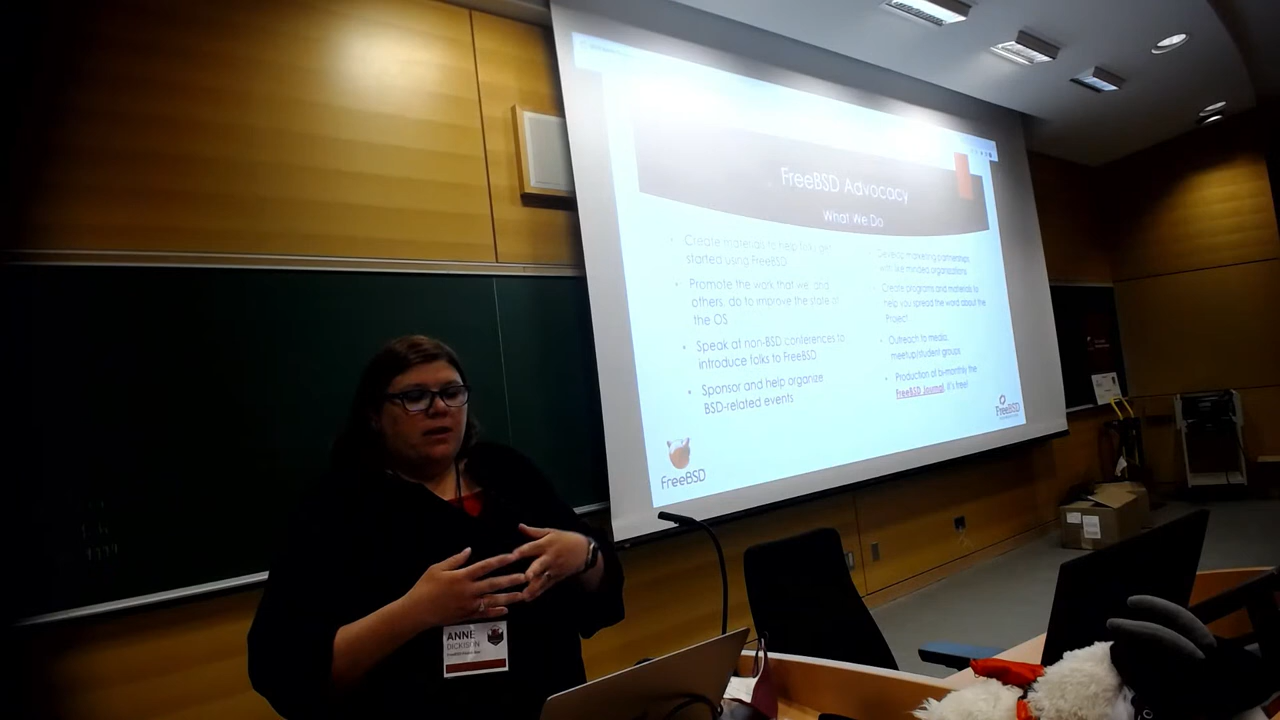 FreeBSD Advocacy
What We Do
Create materials to help folks get
started using FreeBSD
Promote the work that we, and
others, do to improve the state of
the OS
Speak at non-BSD conferences to
introduce folks to FreeBSD
Sponsor and help organize
BSD-related events
Develop marketing partnerships
with like minded organizations
Create programs and materials to
help you spread the word about the
Project
Outreach to media,
meetup/student groups
Production of bi-monthly the
FreeBSD Journal. It's free!
FreeBSD
FreeBSD
ANNE
DICKISON